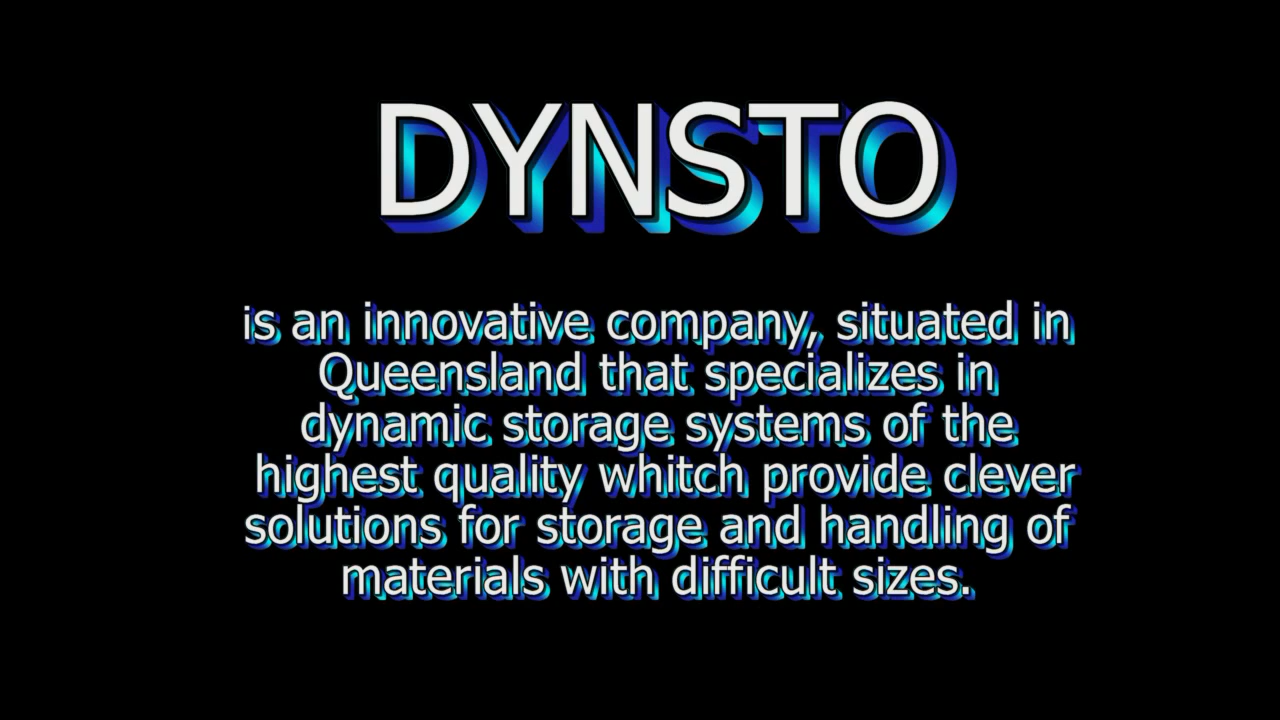 DYNSTO
is an innovative company, situated in
Queensland that specializes in
dynamic storage systems of the
highest quality whitch provide clever
solutions for storage and handling of
materials with difficult sizes.